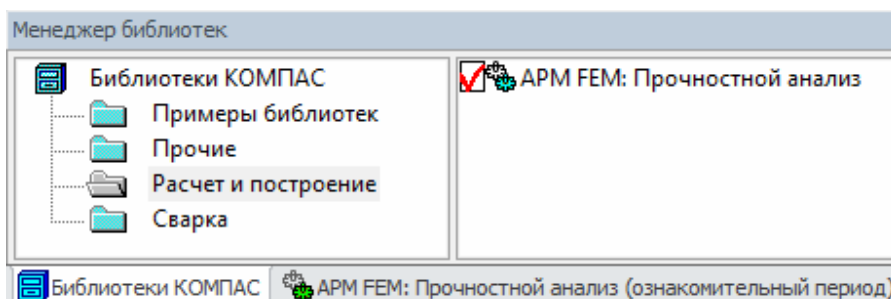 Менеджер библиотек
Библиотеки КОМПАС
Примеры библиотек
Прочие
Расчет и построение
Сварка
APM FEM: Прочностной анализ
Библиотеки КОМПАС
APM FEM: Прочностной анализ (ознакомительный период)